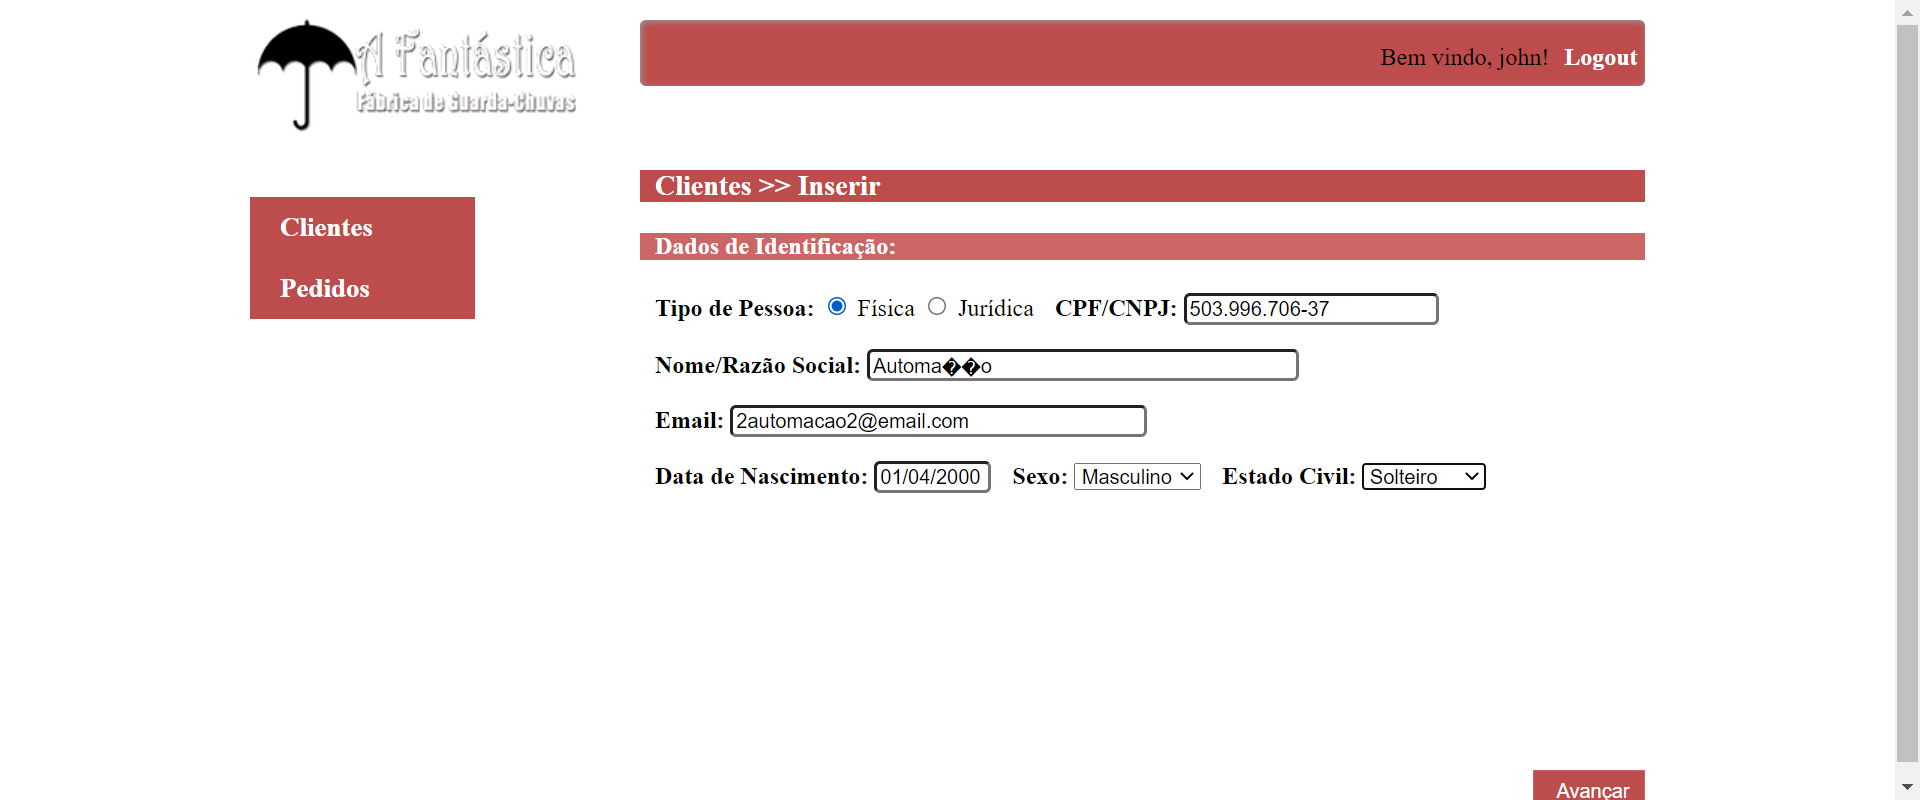 A Fantástica
Fábrica de Guarda-Chuvas
Bem vindo, john! Logout
Clientes
Pedidos
Clientes >> Inserir
Dados de Identificação:
Tipo de Pessoa: Física Jurídica CPF/CNPJ: 503.996.706-37
Nome/Razão Social: Automa��o
Email: 2automacao2@email.com
Data de Nascimento: 01/04/2000 Sexo: Masculino Estado Civil: Solteiro
Avançar